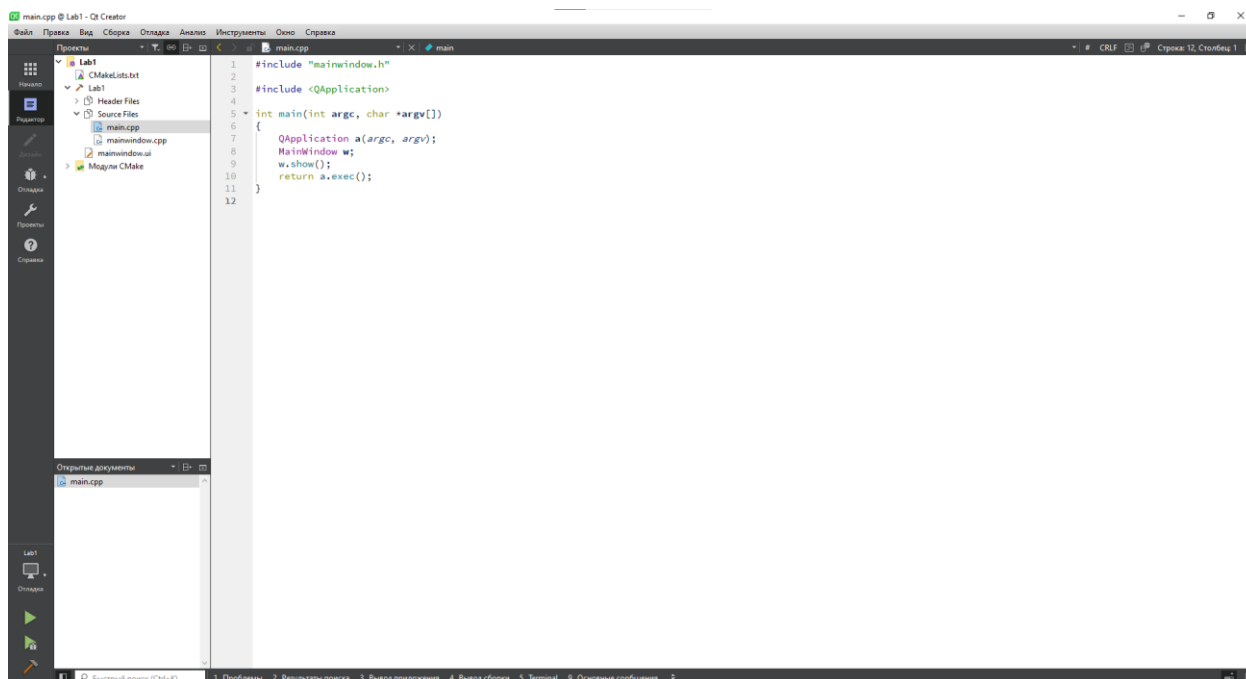 main.cpp @ Lab1 - Qt Creator
Файл Правка Вид Сборка Отладка Анализ Инструменты Окно Справка
Проекты
main.cpp
main
# CRLF Строка: 12, Столбец: 1
Начало
Редактор
Дизайн
Отладка
Проекты
Справка
Lab1
CMakeLists.txt
Lab1
Header Files
Source Files
main.cpp
mainwindow.cpp
mainwindow.ui
Модули CMake
1 #include "mainwindow.h"
2
3 #include <QApplication>
4
5 int main(int argc, char *argv[])
6 {
7 QApplication a(argc, argv);
8 MainWindow w;
9 w.show();
10 return a.exec();
11 }
12
Открытые документы
main.cpp
Lab1
Отладка
Быстрый поиск (Ctrl+K)
1 Проблемы 2 Результаты поиска 3 Вывод приложения 4 Вывод сборки 5 Terminal 9 Основные сообщения